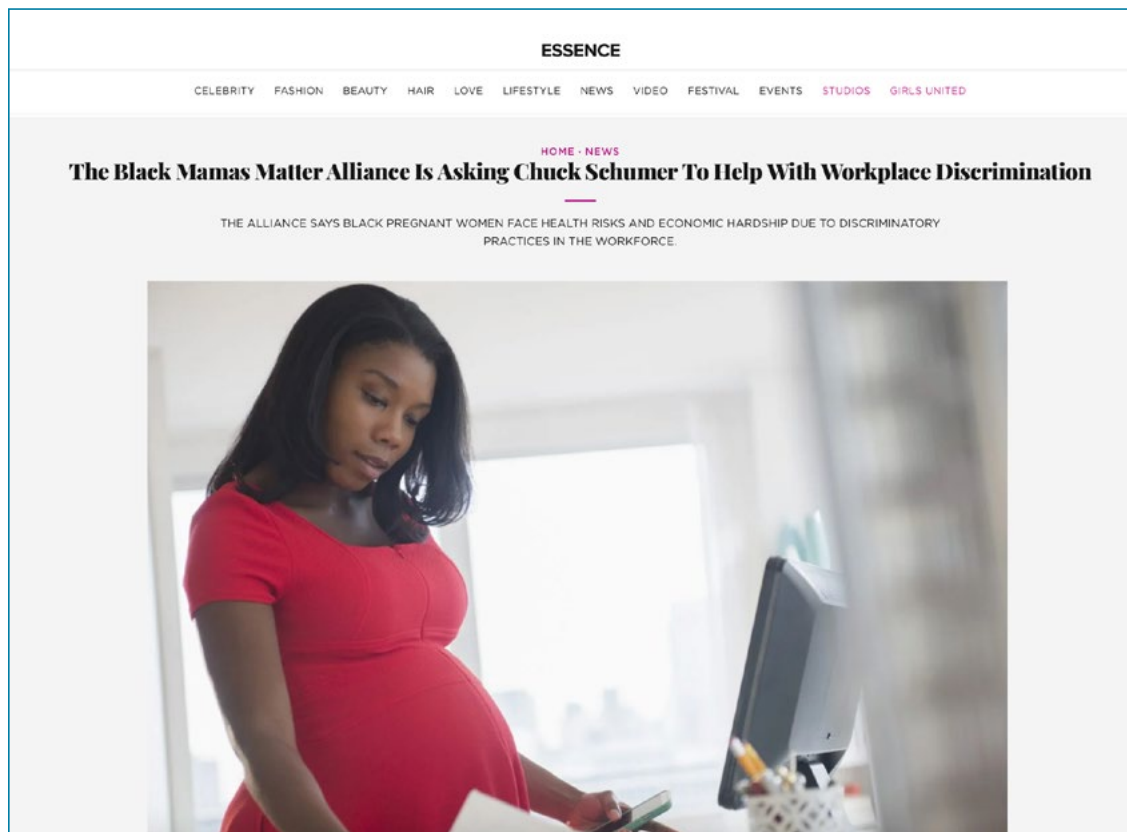 ESSENCE
CELEBRITY FASHION BEAUTY HAIR LOVE LIFESTYLE NEWS VIDEO FESTIVAL EVENTS STUDIOS GIRLS UNITED
HOME · NEWS
The Black Mamas Matter Alliance Is Asking Chuck Schumer To Help With Workplace Discrimination
THE ALLIANCE SAYS BLACK PREGNANT WOMEN FACE HEALTH RISKS AND ECONOMIC HARDSHIP DUE TO DISCRIMINATORY
PRACTICES IN THE WORKFORCE.